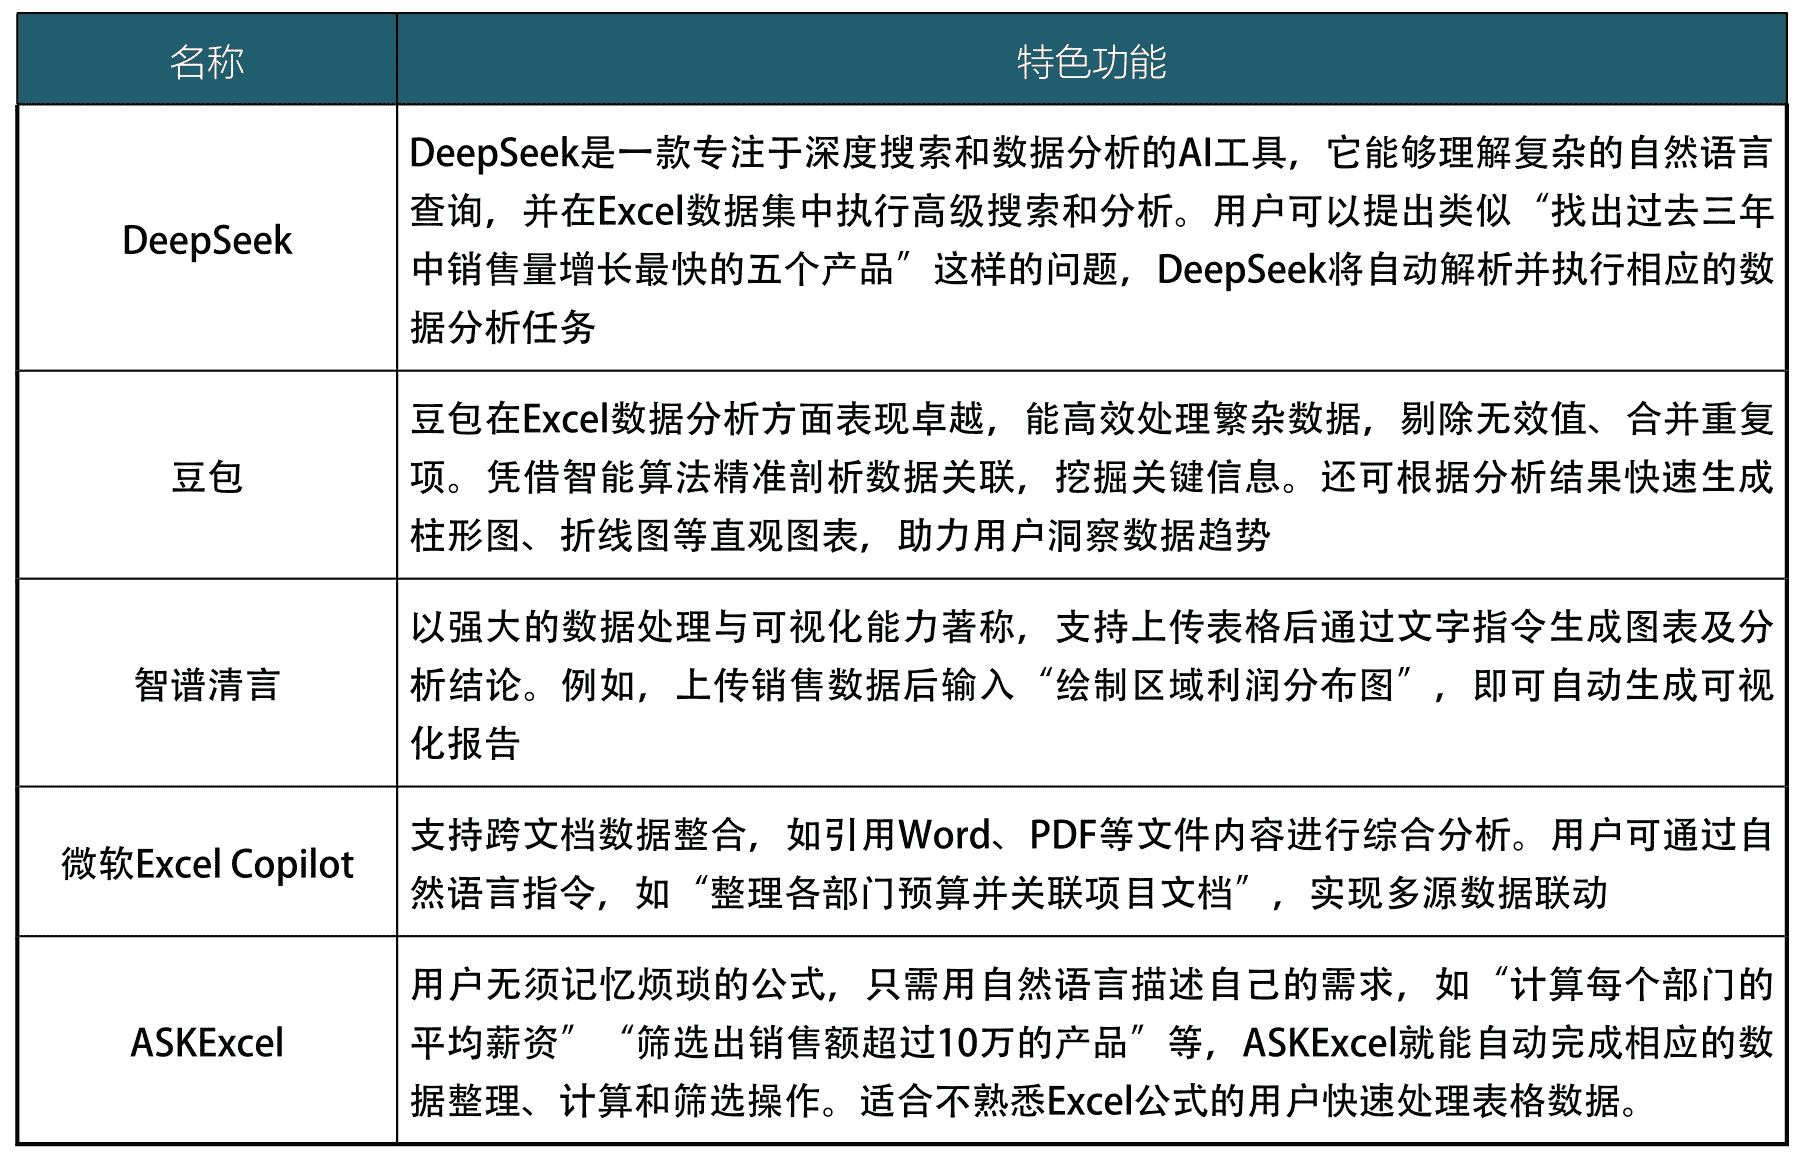 名称
特色功能
DeepSeek
DeepSeek是一款专注于深度搜索和数据分析的AI工具，它能够理解复杂的自然语言
查询，并在Excel数据集中执行高级搜索和分析。用户可以提出类似“找出过去三年
中销售量增长最快的五个产品”这样的问题，DeepSeek将自动解析并执行相应的数
据分析任务
豆包
豆包在Excel数据分析方面表现卓越，能高效处理繁杂数据，剔除无效值、合并重复
项。凭借智能算法精准剖析数据关联，挖掘关键信息。还可根据分析结果快速生成
柱形图、折线图等直观图表，助力用户洞察数据趋势
智谱清言
以强大的数据处理与可视化能力著称，支持上传表格后通过文字指令生成图表及分
析结论。例如，上传销售数据后输入“绘制区域利润分布图”，即可自动生成可视
化报告
微软Excel Copilot
支持跨文档数据整合，如引用Word、PDF等文件内容进行综合分析。用户可通过自
然语言指令，如“整理各部门预算并关联项目文档”，实现多源数据联动
ASKExcel
用户无须记忆烦琐的公式，只需用自然语言描述自己的需求，如“计算每个部门的
平均薪资”“筛选出销售额超过10万的产品”等，ASKExcel就能自动完成相应的数
据整理、计算和筛选操作。适合不熟悉Excel公式的用户快速处理表格数据。